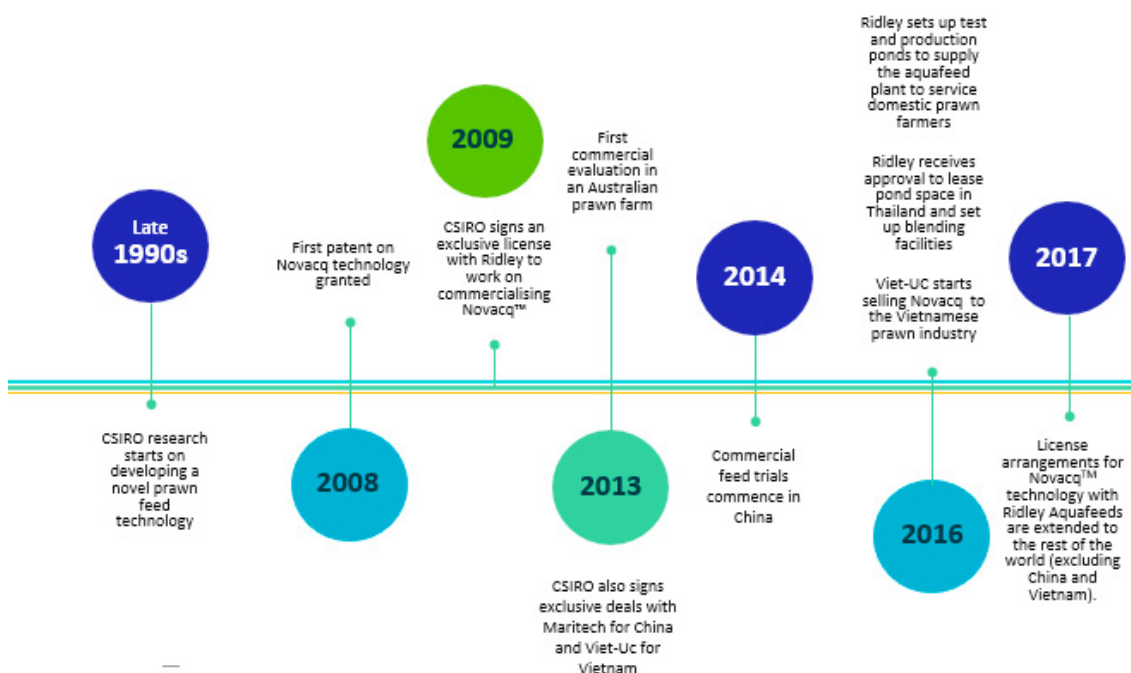 Late
1990s
CSIRO research
starts on
developing a
novel prawn
feed
technology
First patent on
Novacq technology
granted
2008
2009
CSIRO signs an
exclusive license
with Ridley to
work on
commercialising
Novacq™
First
commercial
evaluation in
an Australian
prawn farm
2013
CSIRO also signs
exclusive deals with
Maritech for China
and Viet-Uc for
Vietnam
2014
Commercial
feed trials
commence in
China
Ridley sets up test
and production
ponds to supply
the aquafeed
plant to service
domestic prawn
farmers
Ridley receives
approval to lease
pond space in
Thailand and set
up blending
facilities
Viet-UC starts
selling Novacq to
the Vietnamese
prawn industry
2016
2017
License
arrangements for
Novacq™
technology with
Ridley Aquafeeds
are extended to
the rest of the
world (excluding
China and
Vietnam).